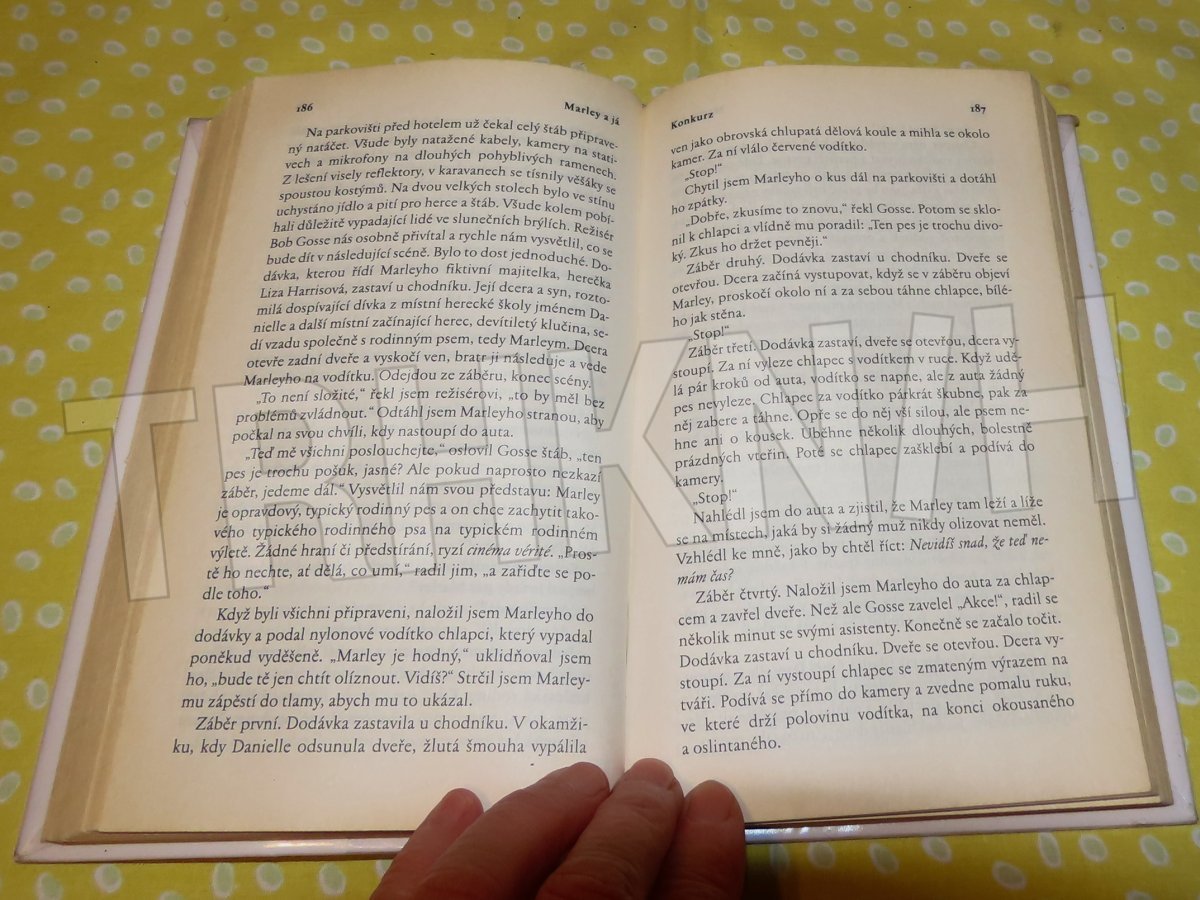 186 Marley a já
Na parkovišti před hotelem už čekal celý štáb připrave-
ný natáčet. Všude byly natažené kabely, kamery na stati-
vech a mikrofony na dlouhých pohyblivých ramenech.
Z lešení visely reflektory, v karavanech se tísnily věšáky se
spoustou kostýmů. Na dvou velkých stolech bylo ve stínu
uchystáno jídlo a pití pro herce a štáb. Všude kolem pobí-
hali důležitě vypadající lidé ve slunečních brýlích. Režisér
Bob Gosse nás osobně přivítal a rychle nám vysvětlil, co se
bude dít v následující scéně. Bylo to dost jednoduché. Do-
dávka, kterou řídí Marleyho fiktivní majitelka, herečka
Liza Harrisová, zastaví u chodníku. Její dcera a syn, rozto-
milá dospívající dívka z místní herecké školy jménem Da-
nielle a další místní začínající herec, devítiletý klučina, se-
dí vzadu společně s rodinným psem, tedy Marleym. Dcera
otevře zadní dveře a vyskočí ven, bratr ji následuje a vede
Marleyho na vodítku. Odejdou ze záběru, konec scény.
„To není složité,“ řekl jsem režisérovi, „to by měl bez
problémů zvládnout.“ Odtáhl jsem Marleyho stranou, aby
počkal na svou chvíli, kdy nastoupí do auta.
„Teď mě všichni poslouchejte,“ oslovil Gosse štáb, „ten
pes je trochu pošuk, jasné? Ale pokud naprosto nezkazí
záběr, jedeme dál.“ Vysvětlil nám svou představu: Marley
je opravdový, typický rodinný pes a on chce zachytit tako-
vého typického rodinného psa na typickém rodinném
výletě. Žádné hraní či předstírání, ryzí cinéma vérité. „Pros-
tě ho nechte, ať dělá, co umí,“ radil jim, „a zařiďte se po-
dle toho.“
Když byli všichni připraveni, naložil jsem Marleyho do
dodávky a podal nylonové vodítko chlapci, který vypadal
poněkud vyděšeně. „Marley je hodný,“ uklidňoval jsem
ho, „bude tě jen chtít olíznout. Vidíš?“ Strčil jsem Marley-
mu zápěstí do tlamy, abych mu to ukázal.
Záběr první. Dodávka zastavila u chodníku. V okamži-
ku, kdy Danielle odsunula dveře, žlutá šmouha vypálila
Konkurz 187
ven jako obrovská chlupatá dělová koule a mihla se okolo
kamer. Za ní vlálo červené vodítko.
„Stop!“
Chytil jsem Marleyho o kus dál na parkovišti a dotáhl
ho zpátky.
„Dobře, zkusíme to znovu,“ řekl Gosse. Potom se sklo-
nil k chlapci a vlídně mu poradil: „Ten pes je trochu divo-
ký. Zkus ho držet pevněji.“
Záběr druhý. Dodávka zastaví u chodníku. Dveře se
otevřou. Dcera začíná vystupovat, když se v záběru objeví
Marley, proskočí okolo ní a za sebou táhne chlapce, bílé-
ho jak stěna.
„Stop!“
Záběr třetí. Dodávka zastaví, dveře se otevřou, dcera vy-
stoupí. Za ní vyleze chlapec s vodítkem v ruce. Když udě-
lá pár kroků od auta, vodítko se napne, ale z auta žádný
pes nevyleze. Chlapec za vodítko párkrát škubne, pak za
něj zabere a táhne. Opře se do něj vší silou, ale psem ne-
hne ani o kousek. Uběhne několik dlouhých, bolestně
prázdných vteřin. Poté se chlapec zašklebí a podívá do
kamery.
„Stop!“
Nahlédl jsem do auta a zjistil, že Marley tam leží a líže
se na místech, jaká by si žádný muž nikdy olizovat neměl.
Vzhlédl ke mně, jako by chtěl říct: Nevidíš snad, že teď ne-
mám čas?
Záběr čtvrtý. Naložil jsem Marleyho do auta za chlap-
cem a zavřel dveře. Než ale Gosse zavelel „Akce!“, radil se
několik minut se svými asistenty. Konečně se začalo točit.
Dodávka zastaví u chodníku. Dveře se otevřou. Dcera vy-
stoupí. Za ní vystoupí chlapec se zmateným výrazem na
tváři. Podívá se přímo do kamery a zvedne pomalu ruku,
ve které drží polovinu vodítka, na konci okousaného
a oslintaného.
TRHKNIH